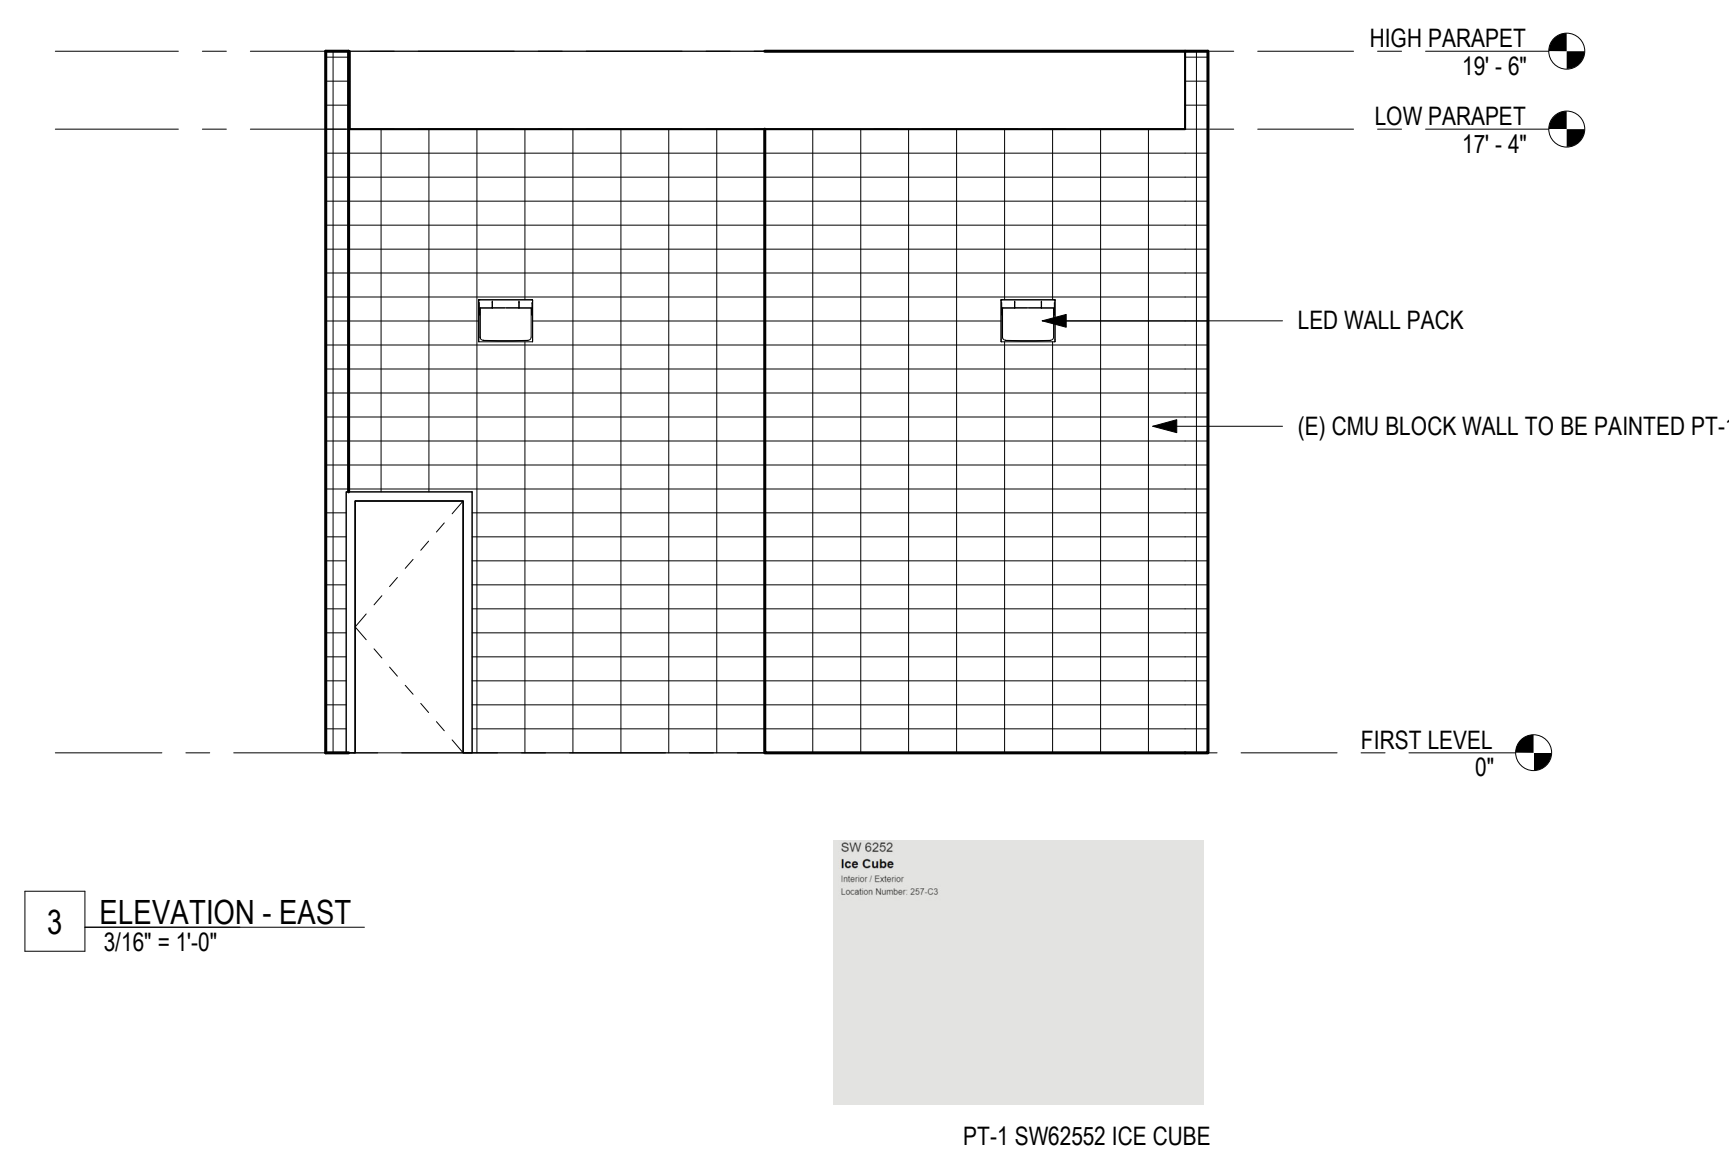 HIGH PARAPET
19' - 6"
LOW PARAPET
17' - 4"
LED WALL PACK
(E) CMU BLOCK WALL TO BE PAINTED PT-1
FIRST LEVEL
0"
SW 6252
Ice Cube
Interior / Exterior
Location Number: 257-C3
3
ELEVATION - EAST
3/16" = 1'-0"
PT-1 SW62552 ICE CUBE